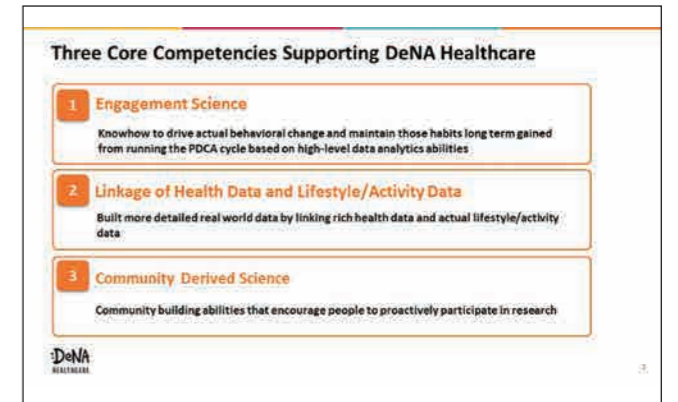 Three Core Competencies Supporting DeNA Healthcare
1
Engagement Science
Knowhow to drive actual behavioral change and maintain those habits long term gained
from running the PDCA cycle based on high-level data analytics abilities
2
Linkage of Health Data and Lifestyle/Activity Data
Built more detailed real world data by linking rich health data and actual lifestyle/activity
data
3
Community Derived Science
Community building abilities that encourage people to proactively participate in research
:DeNA
HEALTHCARE